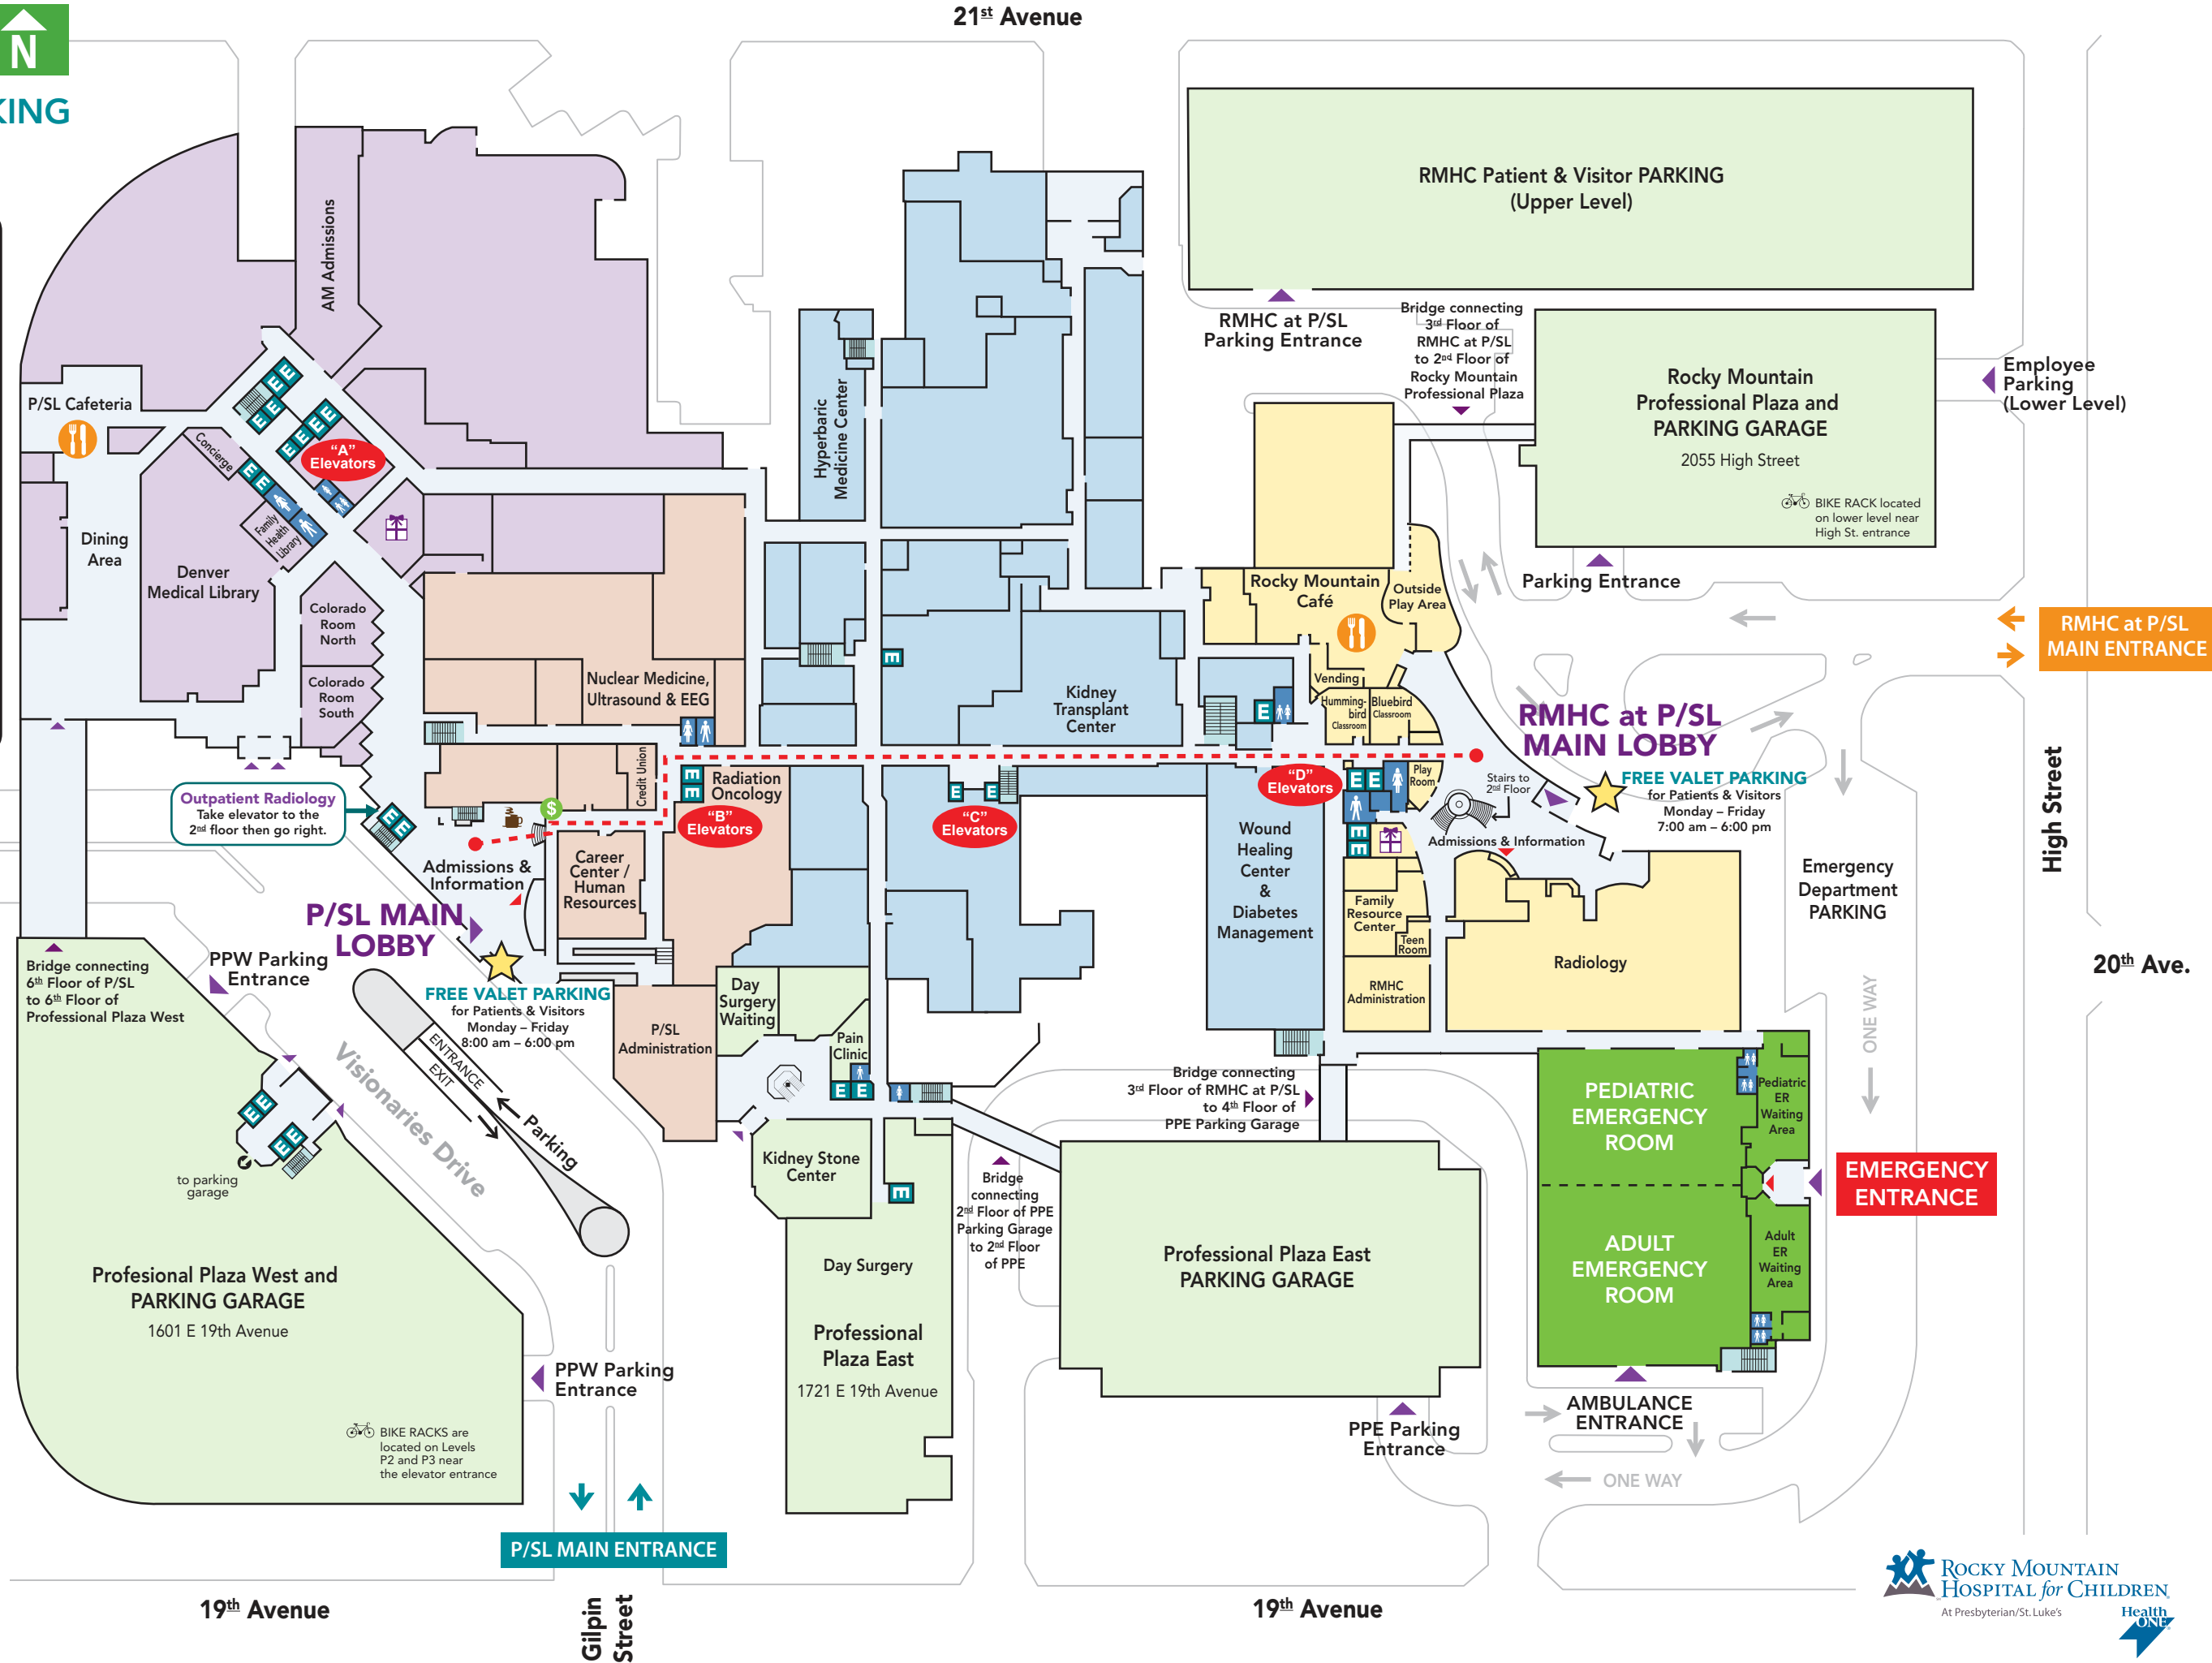 N
KING
21st Avenue
AM Admissions
P/SL Cafeteria
Concierge
E E
E E
E E E E
"A"
Elevators
E E
Family
Health
Library
Dining
Area
Denver
Medical Library
Colorado
Room
North
Colorado
Room
South
Hyperbaric
Medicine Center
RMHC Patient & Visitor PARKING
(Upper Level)
RMHC at P/SL
Parking Entrance
Bridge connecting
3rd Floor of
RMHC at P/SL
to 2nd Floor of
Rocky Mountain
Professional Plaza
Rocky Mountain
Professional Plaza and
PARKING GARAGE
2055 High Street
BIKE RACK located
on lower level near
High St. entrance
Employee
Parking
(Lower Level)
Parking Entrance
RMHC at P/SL
MAIN ENTRANCE
Rocky Mountain
Café
Outside
Play Area
Vending
Humming-
bird
Classroom
Bluebird
Classroom
E
Nuclear Medicine,
Ultrasound & EEG
E
Kidney
Transplant
Center
Credit Union
E
E
Radiation
Oncology
"B"
Elevators
E E
"C"
Elevators
"D"
Elevators
E E
Play
Room
E
E
Stairs to
2nd Floor
Admissions & Information
RMHC at P/SL
MAIN LOBBY
FREE VALET PARKING
for Patients & Visitors
Monday – Friday
7:00 am – 6:00 pm
High Street
Outpatient Radiology
Take elevator to the
2nd floor then go right.
E E
$
Admissions &
Information
Career
Center /
Human
Resources
P/SL MAIN
LOBBY
FREE VALET PARKING
for Patients & Visitors
Monday – Friday
8:00 am – 6:00 pm
Wound
Healing
Center
&
Diabetes
Management
Family
Resource
Center
Teen
Room
RMHC
Administration
Radiology
Emergency
Department
PARKING
20th Ave.
ONE WAY
Bridge connecting
6th Floor of P/SL
to 6th Floor of
Professional Plaza West
PPW Parking
Entrance
ENTRANCE
EXIT
Parking
Visionaries Drive
P/SL
Administration
Day
Surgery
Waiting
Pain
Clinic
E E
Bridge connecting
3rd Floor of RMHC at P/SL
to 4th Floor of
PPE Parking Garage
PEDIATRIC
EMERGENCY
ROOM
Pediatric
ER
Waiting
Area
EMERGENCY
ENTRANCE
ADULT
EMERGENCY
ROOM
Adult
ER
Waiting
Area
E E
E E
to parking
garage
Kidney Stone
Center
E
Bridge
connecting
2nd Floor of PPE
Parking Garage
to 2nd Floor
of PPE
Day Surgery
Professional
Plaza East
1721 E 19th Avenue
Professional Plaza East
PARKING GARAGE
Profesional Plaza West and
PARKING GARAGE
1601 E 19th Avenue
PPW Parking
Entrance
BIKE RACKS are
located on Levels
P2 and P3 near
the elevator entrance
AMBULANCE
ENTRANCE
PPE Parking
Entrance
ONE WAY
P/SL MAIN ENTRANCE
19th Avenue
Gilpin
Street
19th Avenue
ROCKY MOUNTAIN
HOSPITAL for CHILDREN
At Presbyterian/St. Luke's
Health
ONE